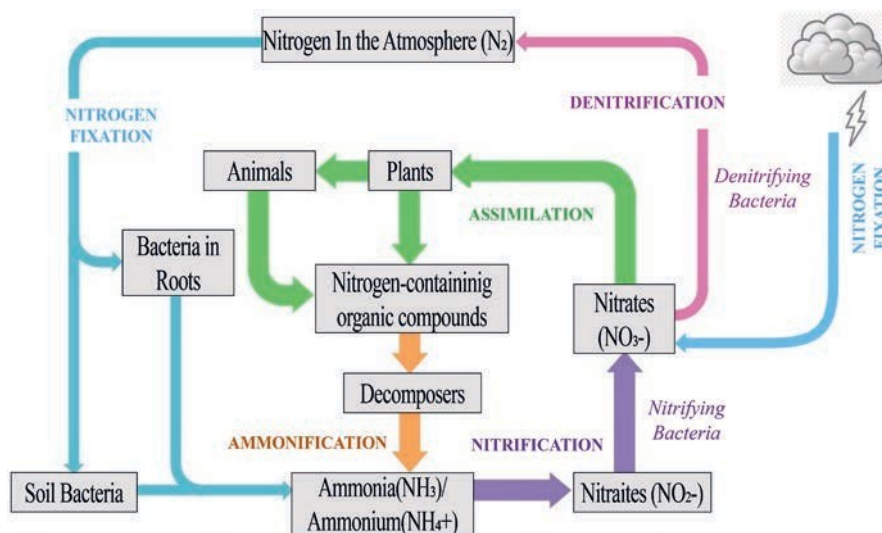 Nitrogen In the Atmosphere (N₂)
NITROGEN
FIXATION
DENITRIFICATION
Denitrifying
Bacteria
NITROGEN
FIXATION
Animals
Plants
ASSIMILATION
Bacteria in
Roots
Nitrogen-containinig
organic compounds
Nitrates
(NO₃-)
Decomposers
AMMONIFICATION
NITRIFICATION
Nitrifying
Bacteria
Soil Bacteria
Ammonia(NH₃)/
Ammonium(NH₄+)
Nitraites (NO₂-)